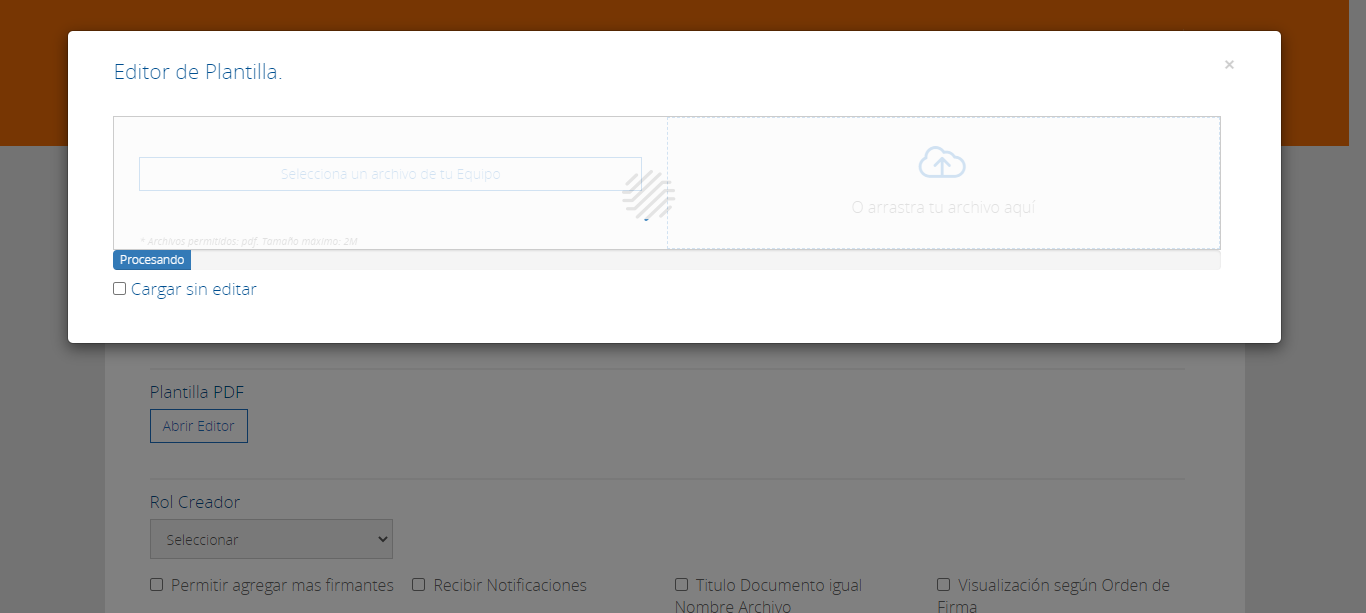 Editor de Plantilla.
×
Selecciona un archivo de tu Equipo
O arrastra tu archivo aquí
* Archivos permitidos: pdf. Tamaño maximo: 2M
Procesando
Cargar sin editar
Plantilla PDF
Abrir Editor
Rol Creador
Seleccionar
Permitir agregar mas firmantes
Recibir Notificaciones
Titulo Documento igual
Nombre Archivo
Visualización según Orden de
Firma